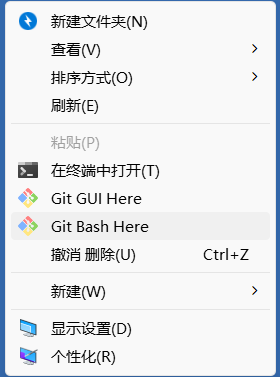 新建文件夹(N)
查看(V)
排序方式(O)
刷新(E)
粘贴(P)
在终端中打开(T)
Git GUI Here
Git Bash Here
撤消 删除(U) Ctrl+Z
新建(W)
显示设置(D)
个性化(R)